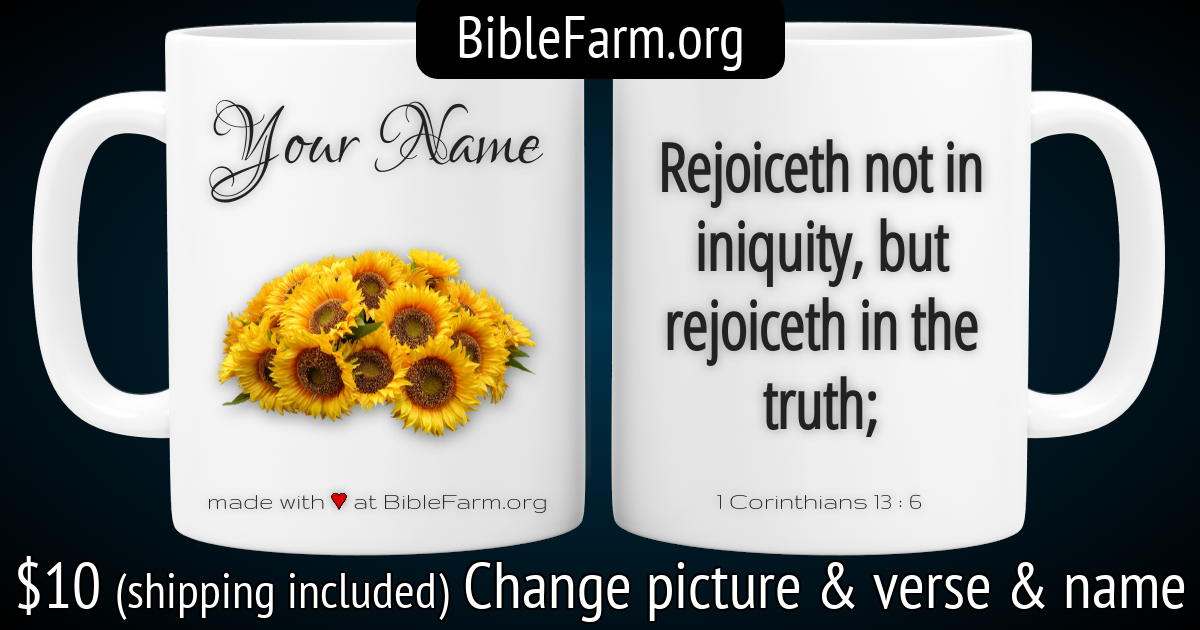 BibleFarm.org
Your Name
made with ♥ at BibleFarm.org
Rejoiceth not in
iniquity, but
rejoiceth in the
truth;
1 Corinthians 13 : 6
$10 (shipping included) Change picture & verse & name